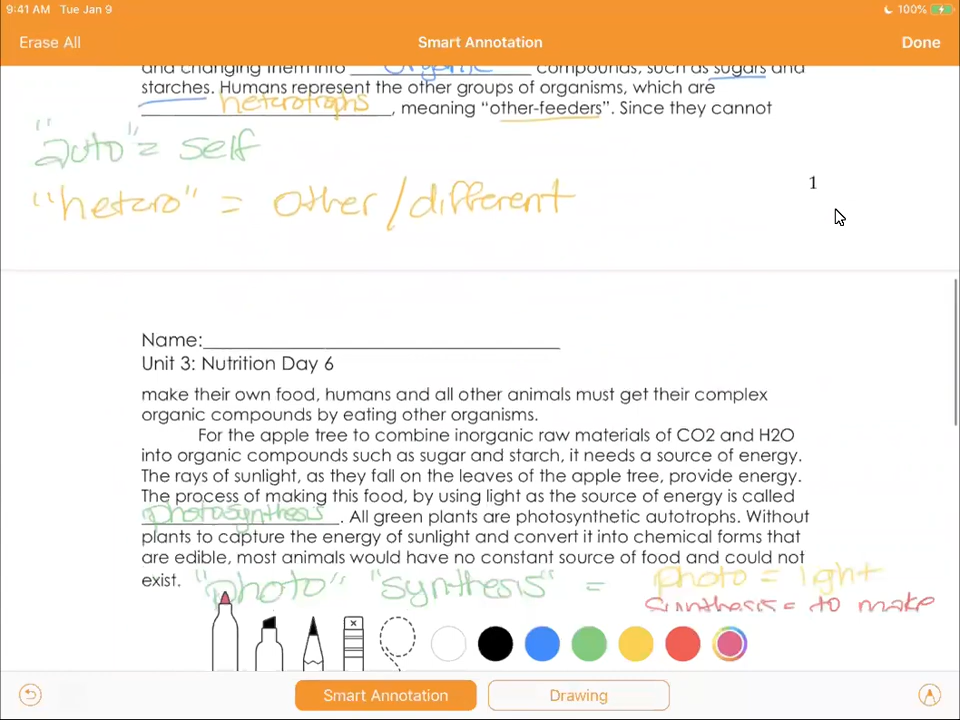 9:41 AM Tue Jan 9 100%
Erase All Smart Annotation Done
and changing them into organic compounds, such as sugars and
starches. Humans represent the other groups of organisms, which are
heterotrophs, meaning “other-feeders”. Since they cannot
"auto" = self
"hetero" = other/different
1
Name:
Unit 3: Nutrition Day 6
make their own food, humans and all other animals must get their complex
organic compounds by eating other organisms.
For the apple tree to combine inorganic raw materials of CO2 and H2O
into organic compounds such as sugar and starch, it needs a source of energy.
The rays of sunlight, as they fall on the leaves of the apple tree, provide energy.
The process of making this food, by using light as the source of energy is called
photosynthesis. All green plants are photosynthetic autotrophs. Without
plants to capture the energy of sunlight and convert it into chemical forms that
are edible, most animals would have no constant source of food and could not
exist. "photo" "synthesis" = photo = light
synthesis = to make
Smart Annotation Drawing